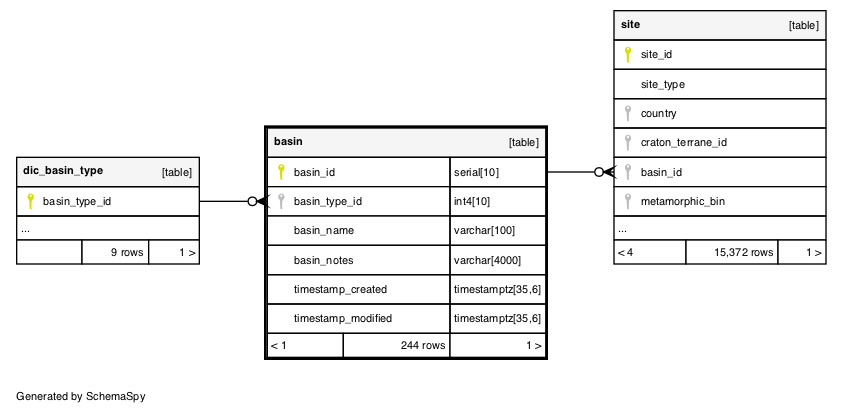 dic_basin_type [table]
basin_type_id
...
9 rows 1 >
basin [table]
basin_id serial[10]
basin_type_id int4[10]
basin_name varchar[100]
basin_notes varchar[4000]
timestamp_created timestamptz[35,6]
timestamp_modified timestamptz[35,6]
< 1 244 rows 1 >
site [table]
site_id
site_type
country
craton_terrane_id
basin_id
metamorphic_bin
...
< 4 15,372 rows 1 >
Generated by SchemaSpy